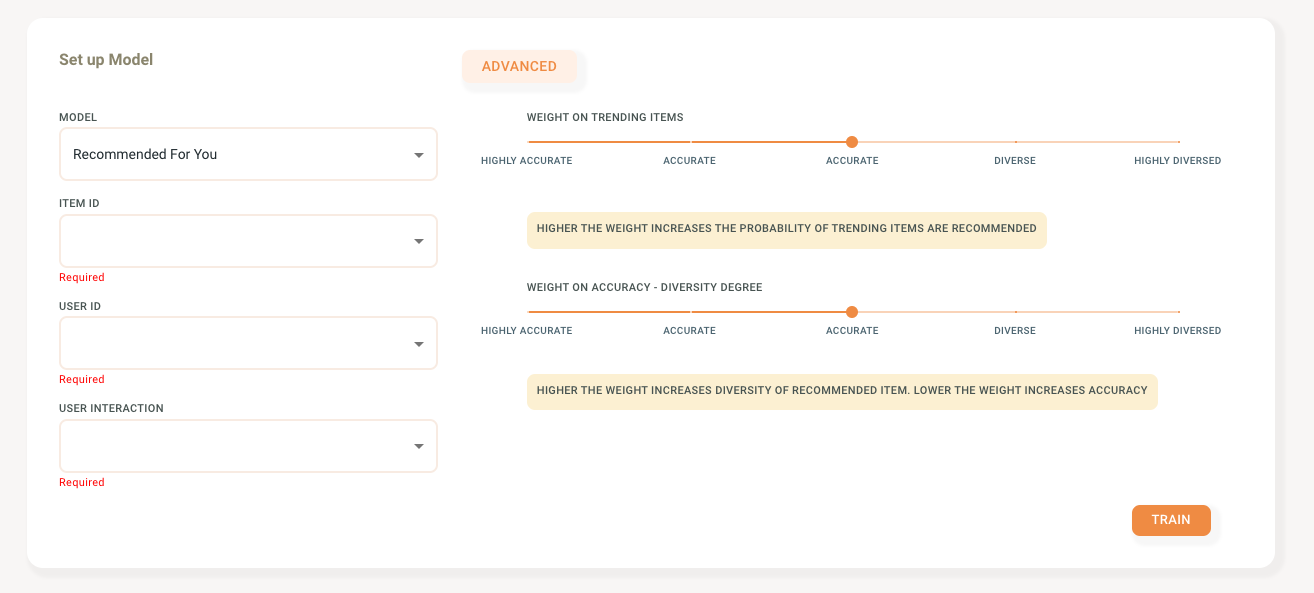 Set up Model
ADVANCED
MODEL
Recommended For You
ITEM ID
Required
USER ID
Required
USER INTERACTION
Required
WEIGHT ON TRENDING ITEMS
HIGHLY ACCURATE ACCURATE ACCURATE DIVERSE HIGHLY DIVERSED
HIGHER THE WEIGHT INCREASES THE PROBABILITY OF TRENDING ITEMS ARE RECOMMENDED
WEIGHT ON ACCURACY - DIVERSITY DEGREE
HIGHLY ACCURATE ACCURATE ACCURATE DIVERSE HIGHLY DIVERSED
HIGHER THE WEIGHT INCREASES DIVERSITY OF RECOMMENDED ITEM. LOWER THE WEIGHT INCREASES ACCURACY
TRAIN